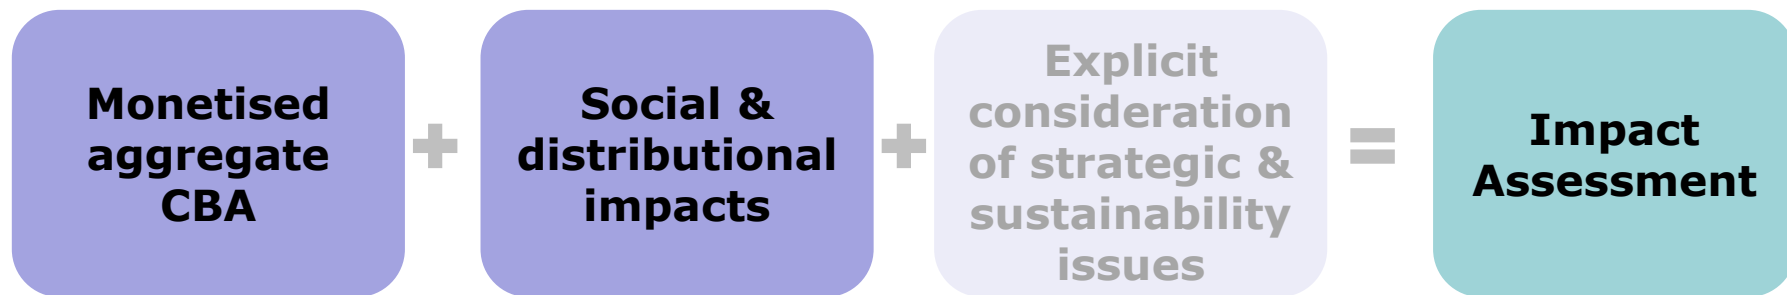 Monetised
aggregate
CBA
+
Social &
distributional
impacts
+
Explicit
consideration
of strategic &
sustainability
issues
=
Impact
Assessment